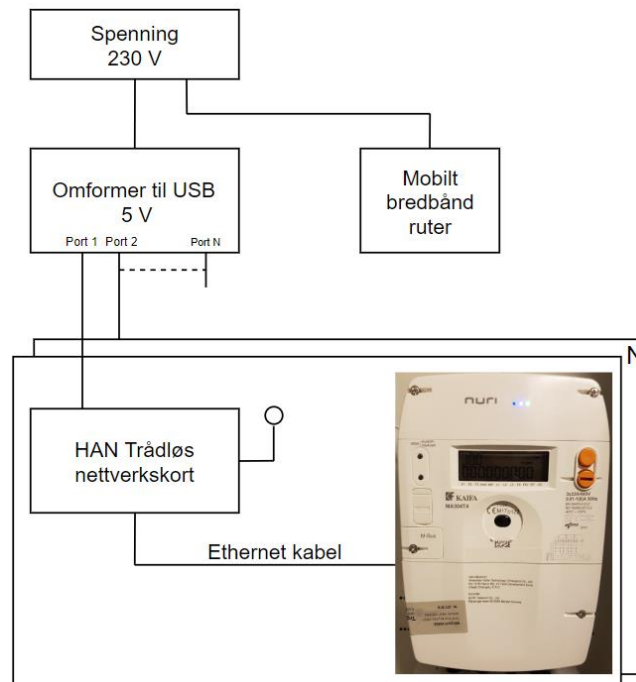 Spenning
230 V
Omformer til USB
5 V
Port 1
Port 2
Port N
Mobilt
bredbånd
ruter
N
HAN Trådløs
nettverkskort
Ethernet kabel
nuri
KAIFA
MA304T4